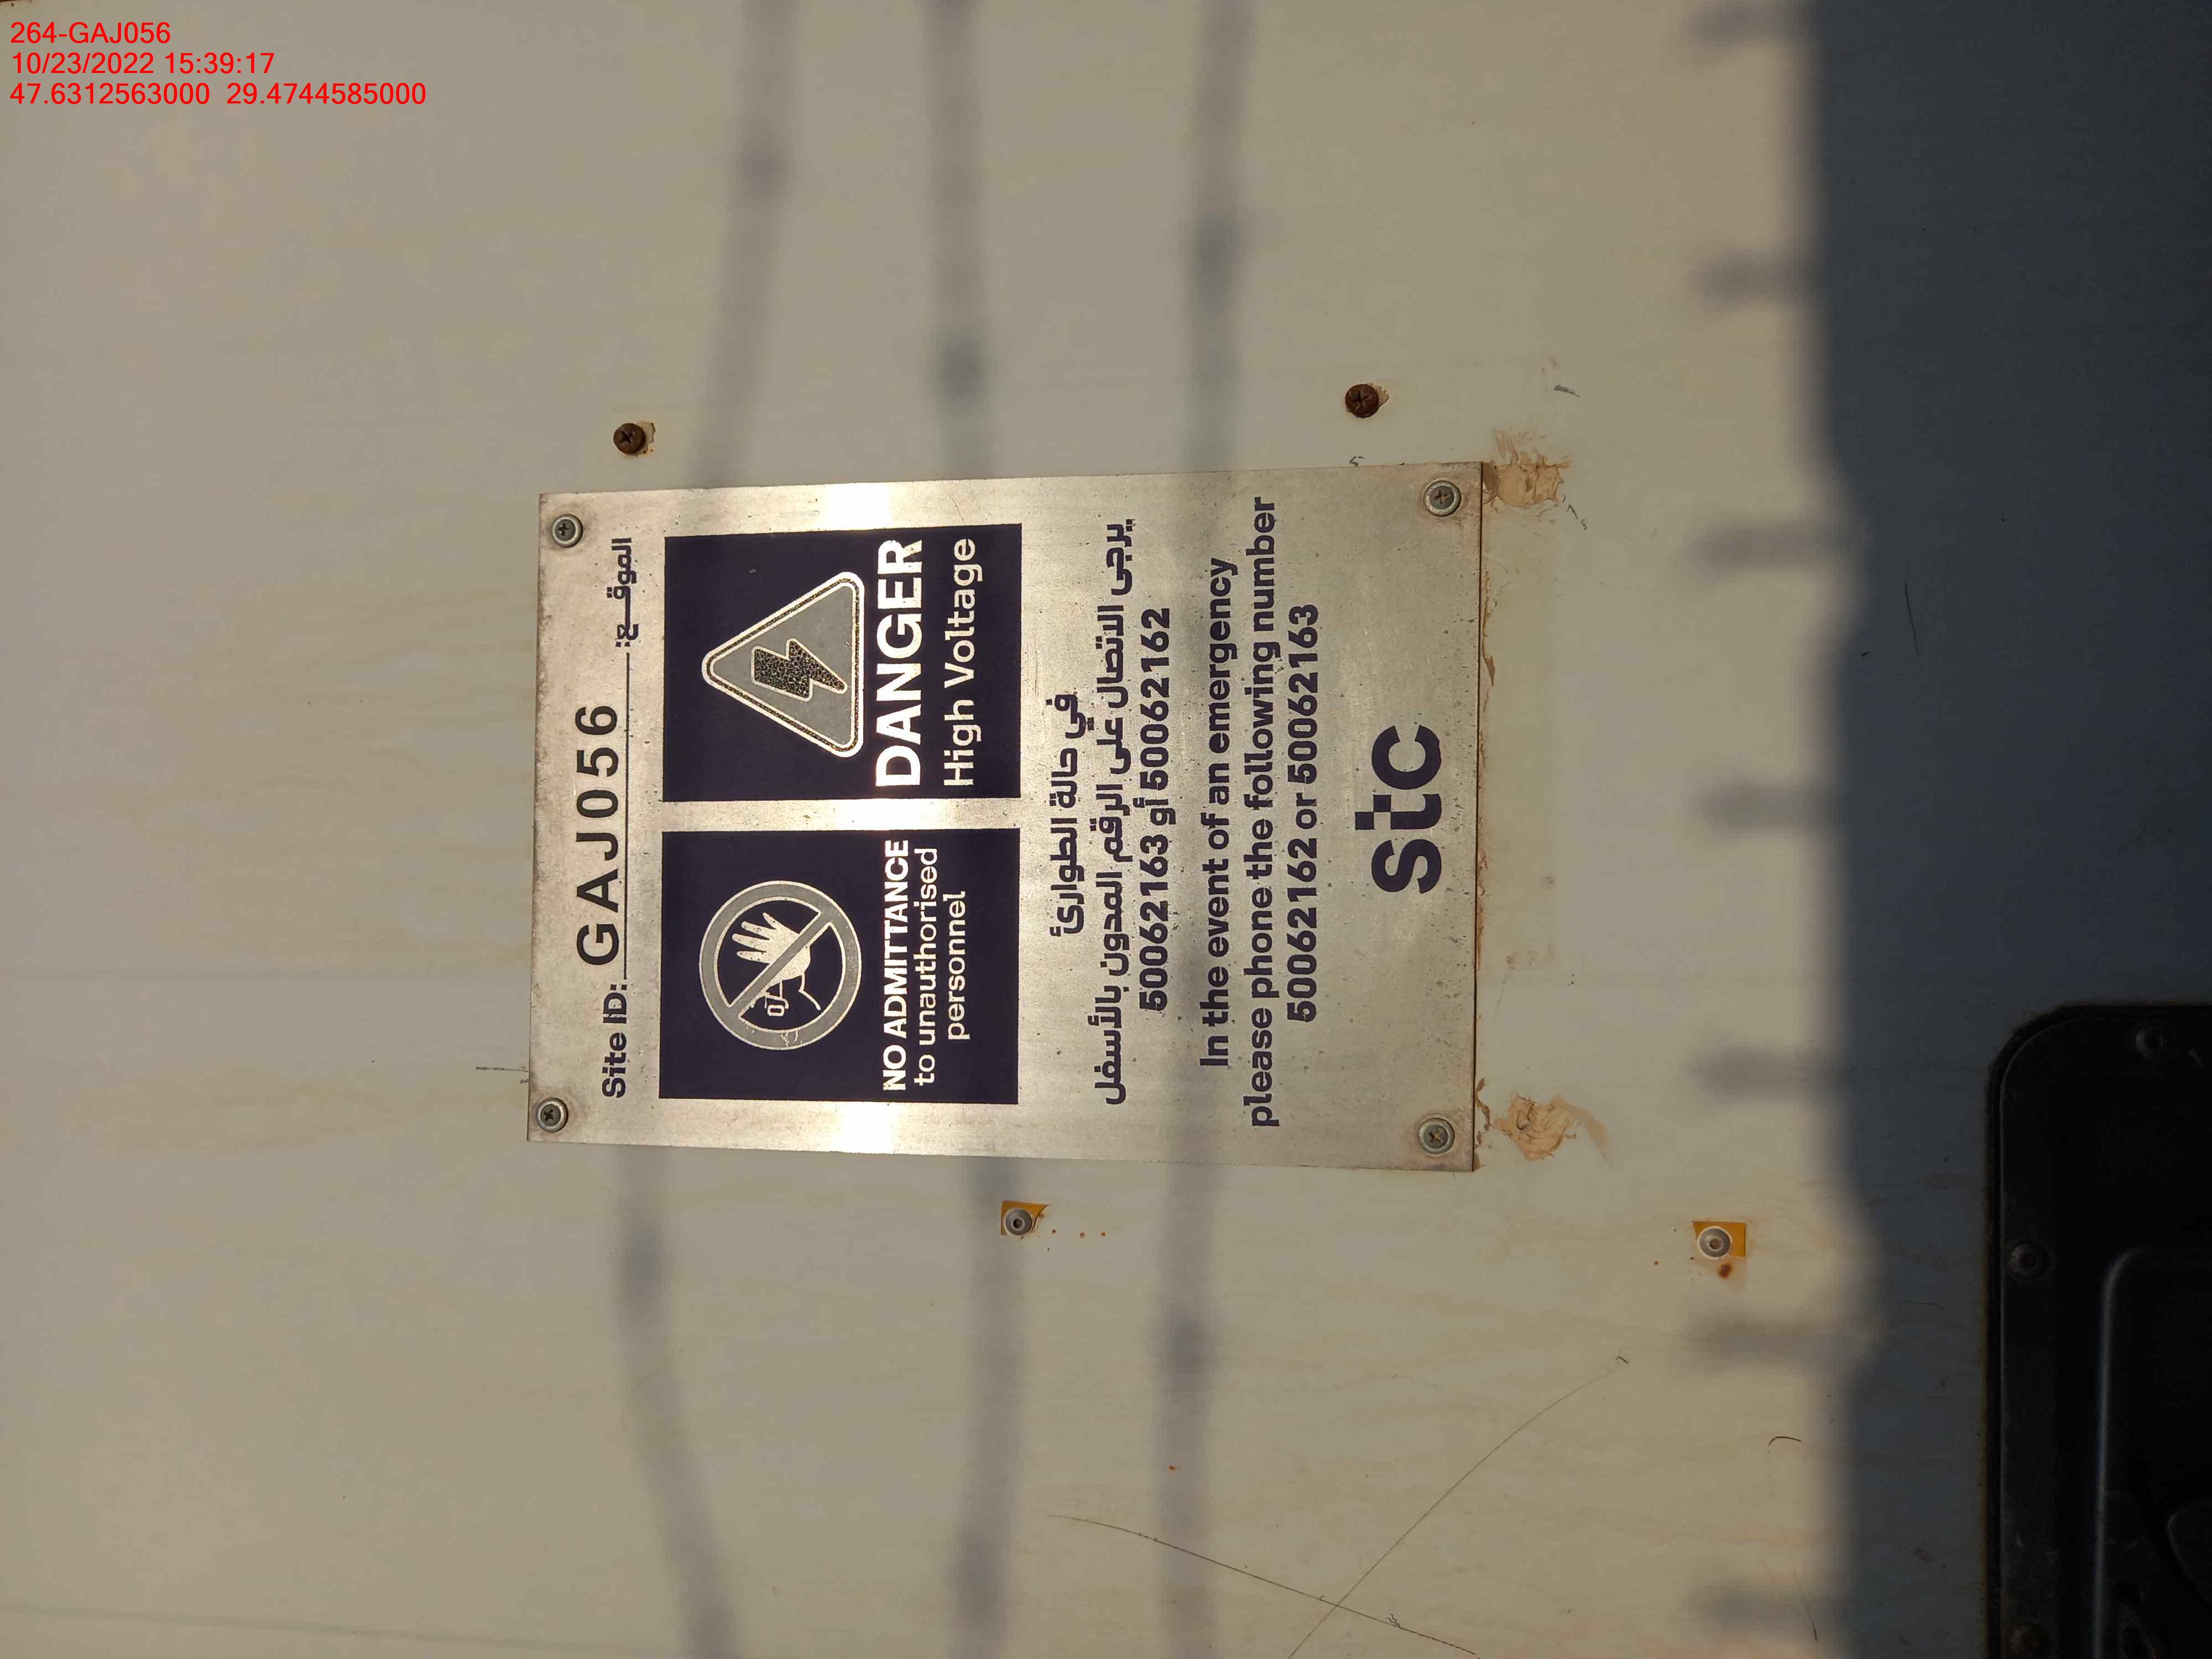 264-GAJ056
10/23/2022 15:39:17
47.6312563000 29.4744585000
Site ID: GAJ056 الموقـــع:
NO ADMITTANCE
to unauthorised
personnel
DANGER
High Voltage
في حالة الطوارئ
يرجى الاتصال على الرقم المدون بالأسفل
50062163 أو 50062162
In the event of an emergency
please phone the following number
50062162 or 50062163
stc